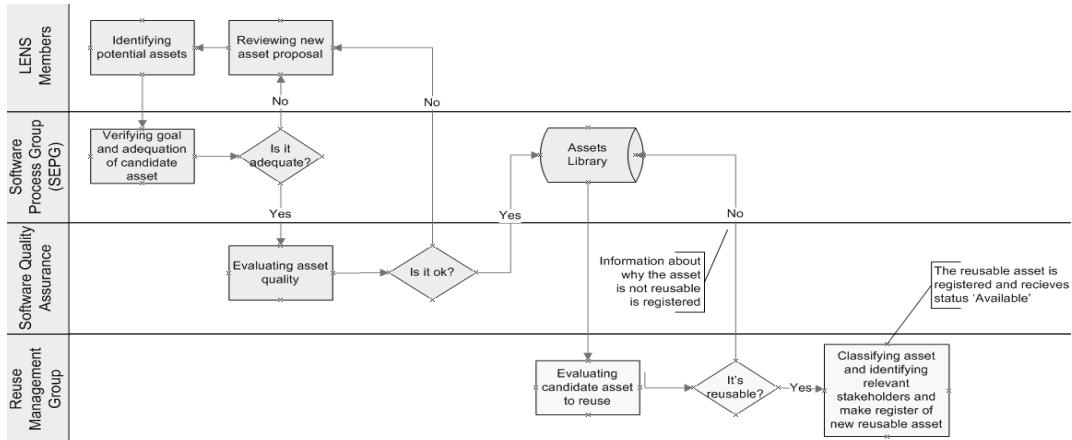 LENS
Members
Identifying
potential assets
Reviewing new
asset proposal
No
No
Software
Process Group
(SEPG)
Verifying goal
and adequation
of candidate
asset
Is it
adequate?
Assets
Library
Yes
Yes
No
Software Quality
Assurance
Evaluating asset
quality
Is it ok?
Information about
why the asset
is not reusable
is registered
The reusable asset is
registered and recieves
status ‘Available’
Reuse
Management
Group
Evaluating
candidate asset
to reuse
It’s
reusable?
Yes
Classifying asset
and identifying
relevant
stakeholders and
make register of
new reusable asset